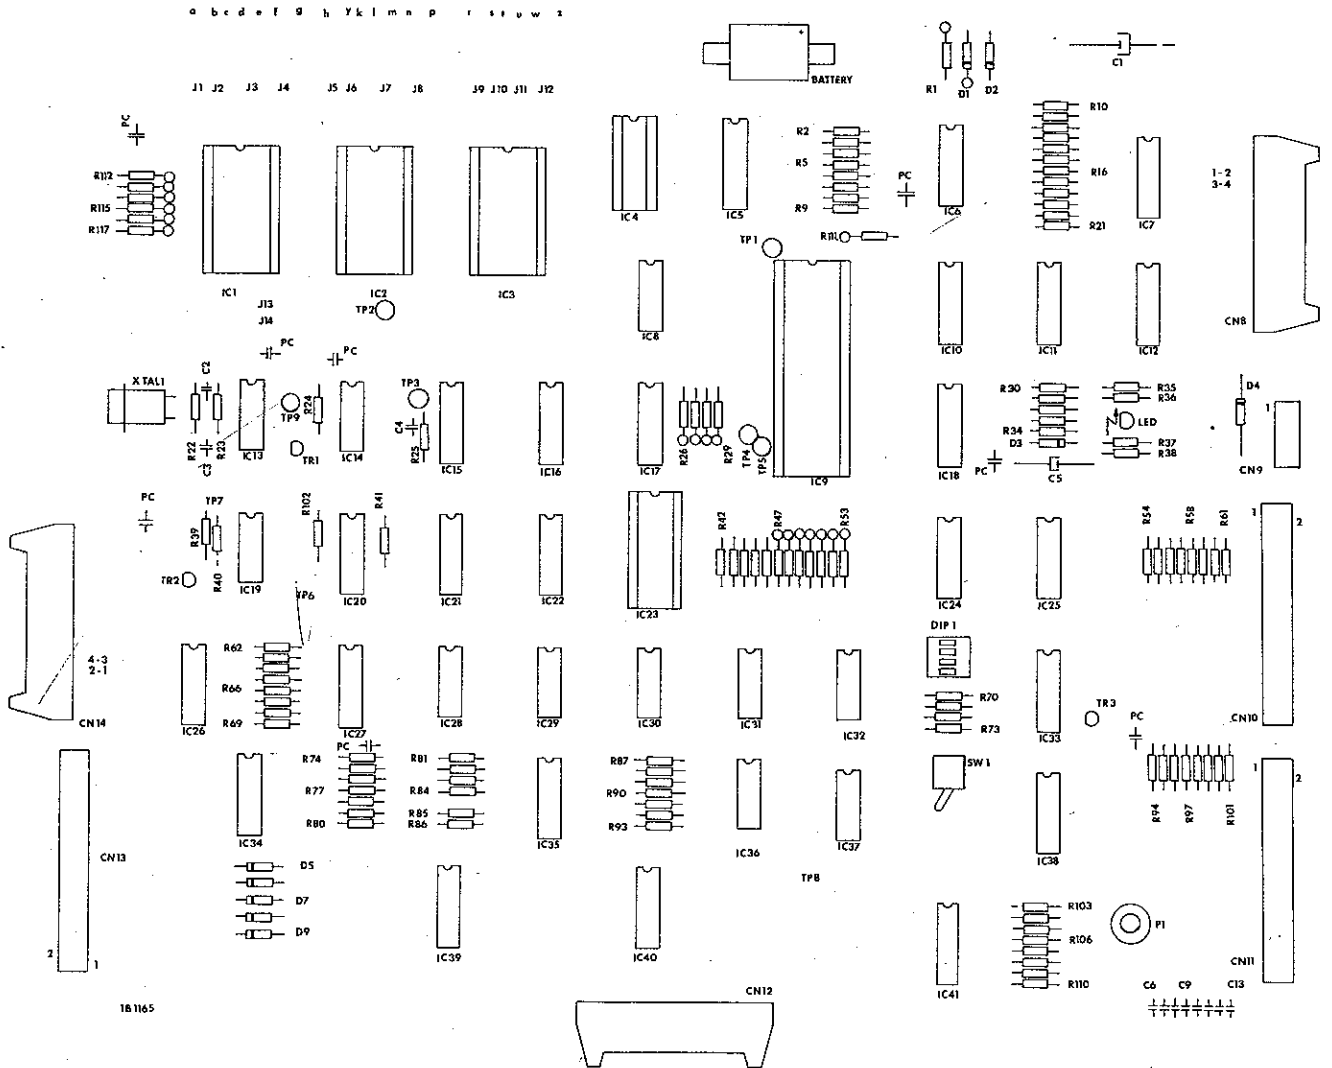 a b c d e f g h y k l m n p r s t u v w z
BATTERY
+
R1 D1 D2
C1
J1 J2 J3 J4 J5 J6 J7 J8 J9 J10 J11 J12
PC
R10
R2
R5
R9
PC
R16
R21
1-2
3-4
R112
R115
R117
IC4 IC5 IC6 IC7
TP1
R111
IC1 IC2 IC3
J13
J14
TP2
IC8
IC10 IC11 IC12
CN8
PC PC
XTAL1
C2
R24
TP3
TP9
R30
R34
D3
R35
R36
LED
R37
R38
D4
1
R22 C3 R23
IC13
TR1
IC14
C4
R25
IC15 IC16 IC17
R26 R29
TP4 TP5
IC9
IC18
PC
C5
CN9
PC
TP7
R39
R40
R102
R41
R42 R47 R53
R54 R58 R61
1 2
TR2
IC19 IC20 IC21 IC22 IC23
TP6
IC24 IC25
DIP 1
4-3
2-1
CN14
R62
R66
R69
IC26 IC27 IC28 IC29 IC30 IC31 IC32
R70
R73
IC33
TR3
PC
CN10
PC
R74
R77
R80
R81
R84
R85
R86
R87
R90
R93
SW1
1 2
R94 R97 R101
IC34 IC35 IC36 IC37 IC38
CN13
D5
D7
D9
TP8
IC39 IC40
R103
R106
R110
P1
CN11
2 1
IC41
CN12
C6 C9 C13
1B1165